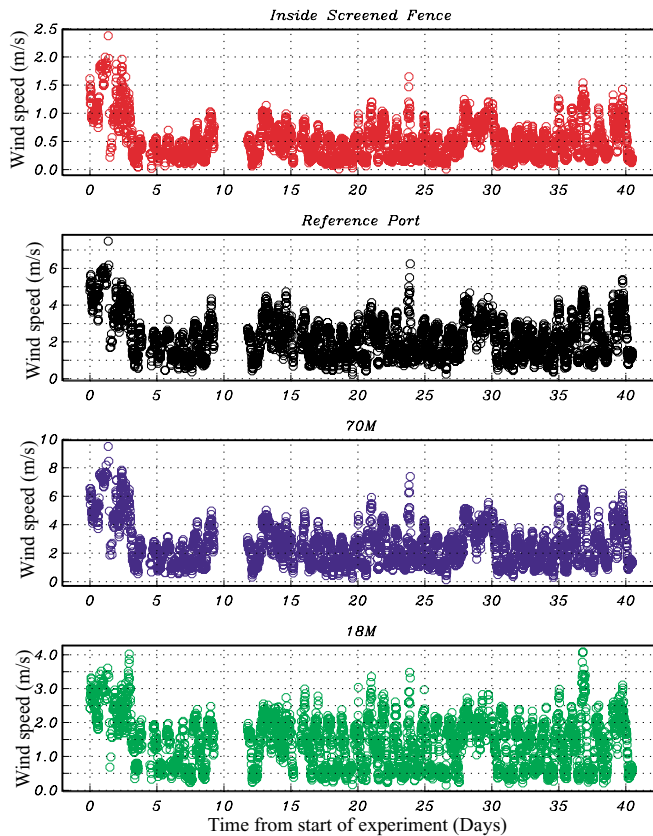 Inside Screened Fence
Wind speed (m/s)
2.5
2.0
1.5
1.0
0.5
0.0
0 5 10 15 20 25 30 35 40
Reference Port
Wind speed (m/s)
6
4
2
0
0 5 10 15 20 25 30 35 40
70M
Wind speed (m/s)
10
8
6
4
2
0
0 5 10 15 20 25 30 35 40
18M
Wind speed (m/s)
4.0
3.0
2.0
1.0
0.0
0 5 10 15 20 25 30 35 40
Time from start of experiment (Days)